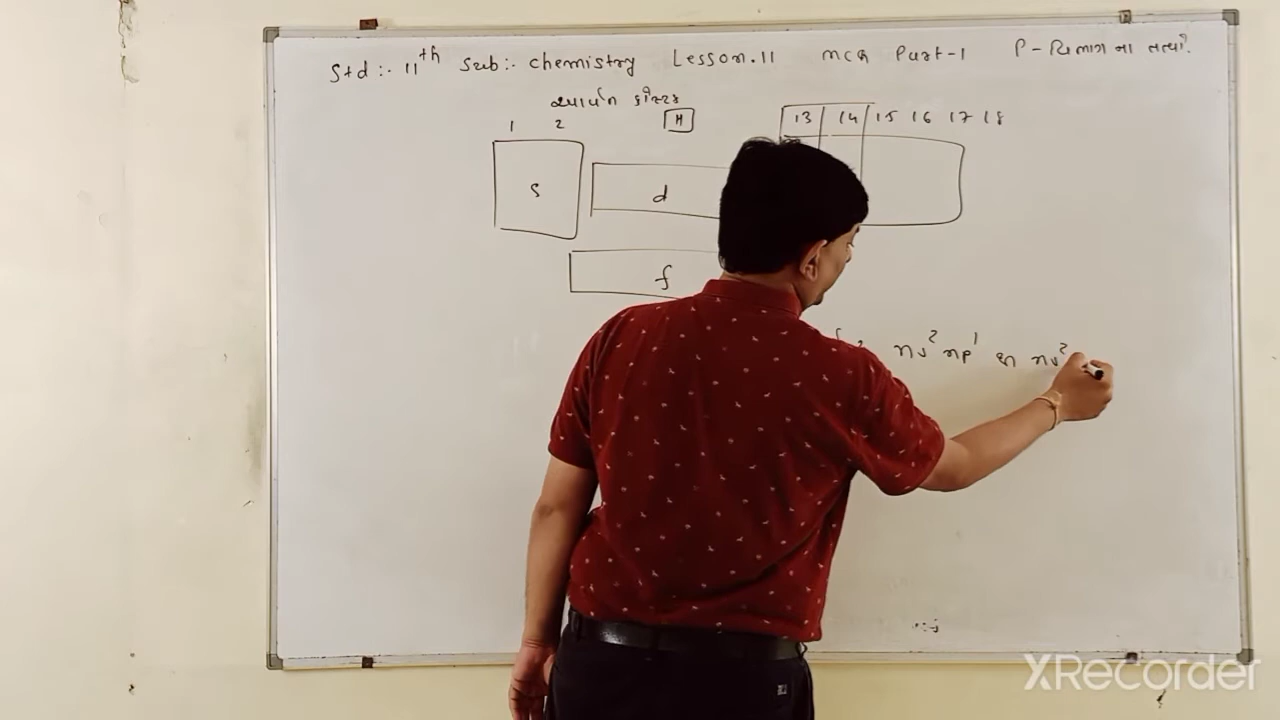 Std :- 11th Sub :- Chemistry Lesson. 11 MCQ Part-1 P-વિભાગ ના તત્વો.
આવર્ત કોષ્ટક
1 2 H 13 14 15 16 17 18
s d
f
ns² np¹ થી ns²
XRecorder